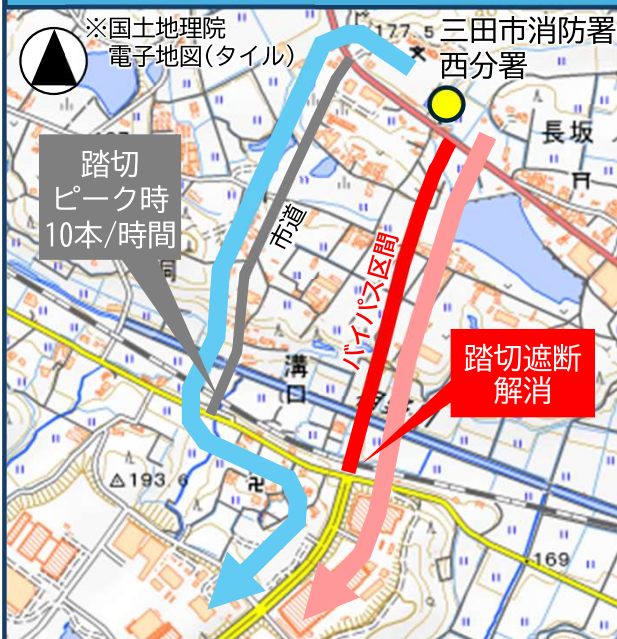 ※国土地理院
電子地図(タイル)
177.5
三田市消防署
西分署
長坂
踏切
ピーク時
10本/時間
市道
バイパス区間
溝口
踏切遮断
解消
193.6
169